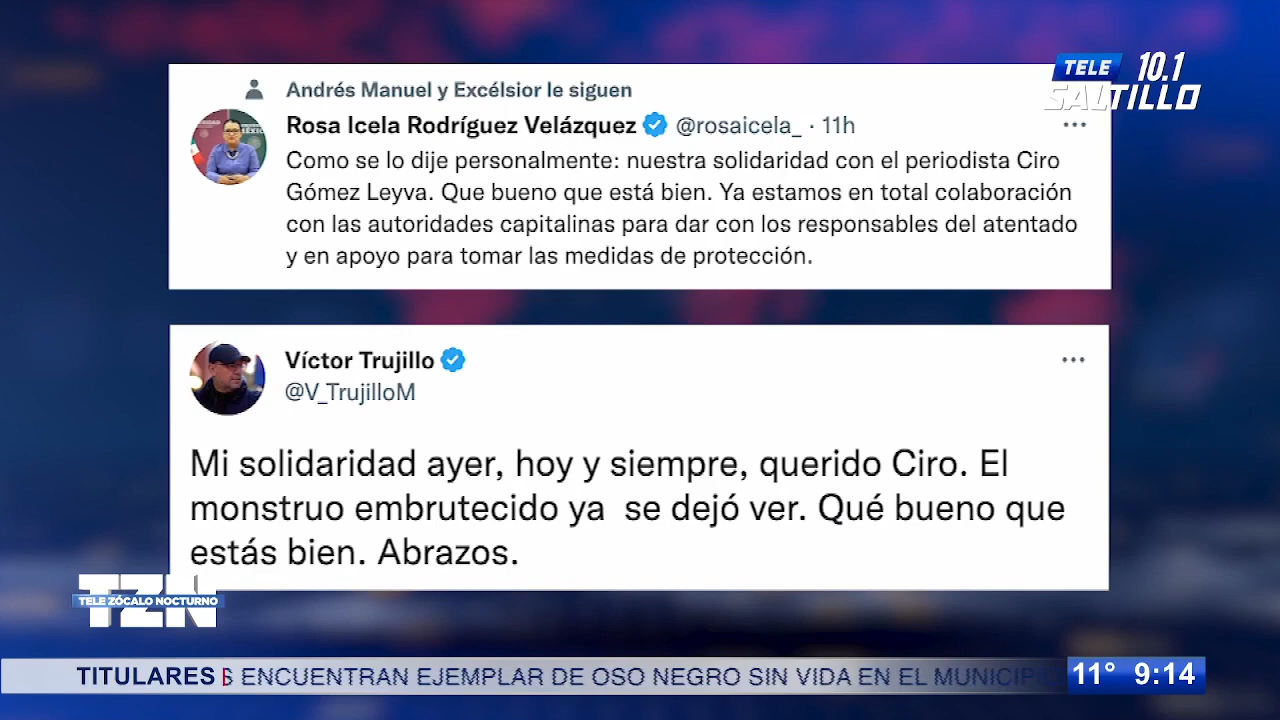 Andrés Manuel y Excélsior le siguen
Rosa Icela Rodríguez Velázquez @rosaicela_ · 11h
Como se lo dije personalmente: nuestra solidaridad con el periodista Ciro
Gómez Leyva. Que bueno que está bien. Ya estamos en total colaboración
con las autoridades capitalinas para dar con los responsables del atentado
y en apoyo para tomar las medidas de protección.
TELE 10.1
SALTILLO
Víctor Trujillo
@V_TrujilloM
Mi solidaridad ayer, hoy y siempre, querido Ciro. El
monstruo embrutecido ya  se dejó ver. Qué bueno que
estás bien. Abrazos.
TZN
TELE ZÓCALO NOCTURNO
TITULARES ENCUENTRAN EJEMPLAR DE OSO NEGRO SIN VIDA EN EL MUNICIP
11° 9:14